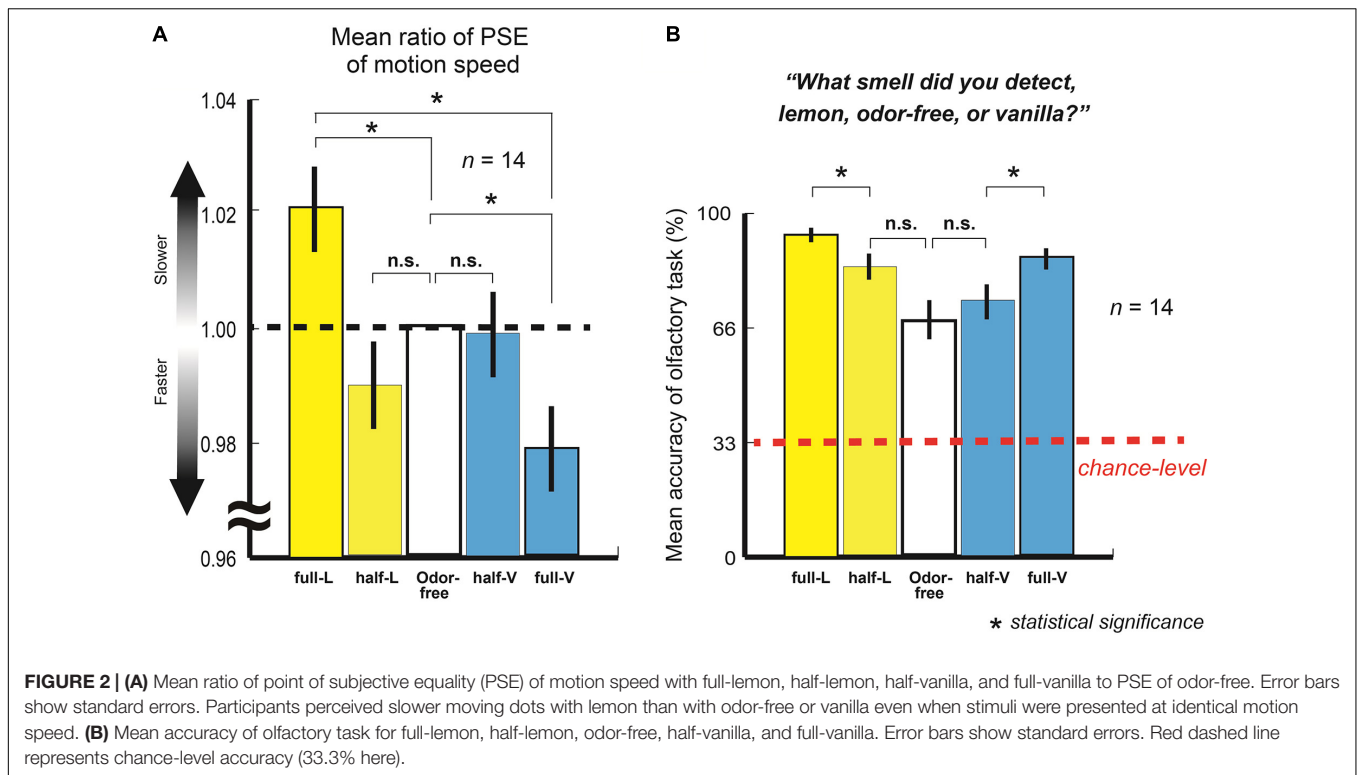 A
Mean ratio of PSE
of motion speed
1.04
1.02
1.00
0.98
0.96
Slower
Faster
*
*
n = 14
*
n.s.
n.s.
full-L
half-L
Odor-
free
half-V
full-V
B
“What smell did you detect,
lemon, odor-free, or vanilla?”
Mean accuracy of olfactory task (%)
100
66
33
0
*
*
n.s.
n.s.
n = 14
chance-level
full-L
half-L
Odor-
free
half-V
full-V
* statistical significance
FIGURE 2 | (A) Mean ratio of point of subjective equality (PSE) of motion speed with full-lemon, half-lemon, half-vanilla, and full-vanilla to PSE of odor-free. Error bars
show standard errors. Participants perceived slower moving dots with lemon than with odor-free or vanilla even when stimuli were presented at identical motion
speed. (B) Mean accuracy of olfactory task for full-lemon, half-lemon, odor-free, half-vanilla, and full-vanilla. Error bars show standard errors. Red dashed line
represents chance-level accuracy (33.3% here).